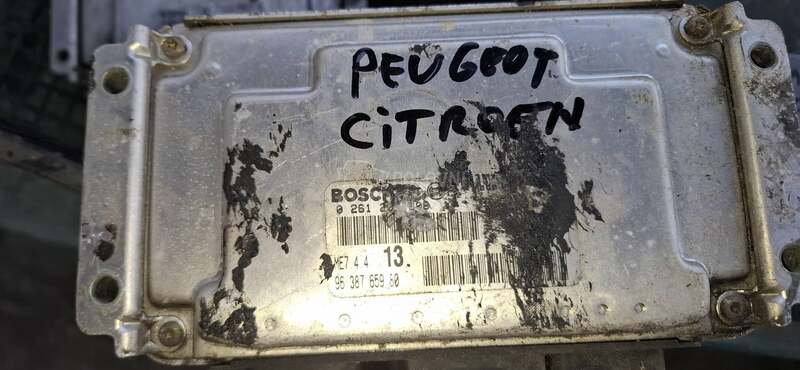 PEUGEOT
CiTROEN
BOSCH
0 261
ME7 4 4 13
96 387 659 80